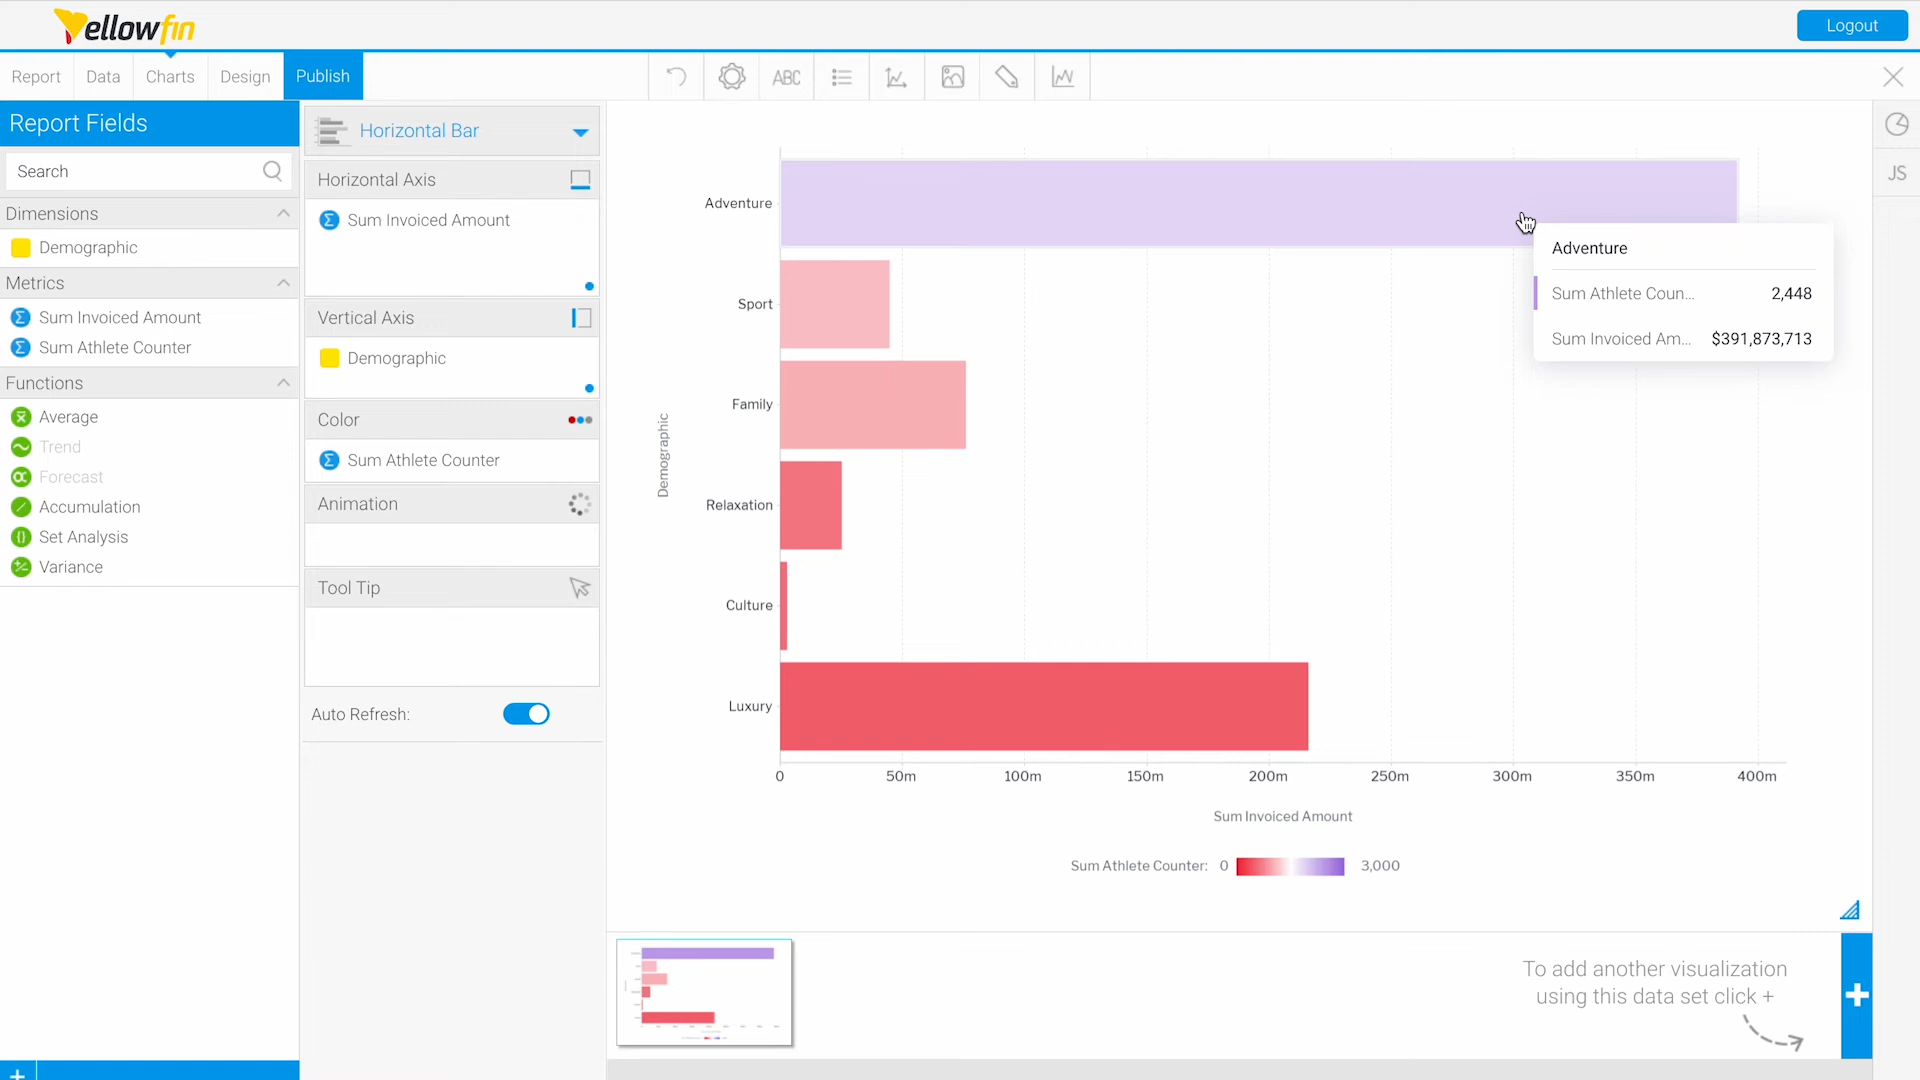 Yellowfin
Logout
Report
Data
Charts
Design
Publish
ABC
Report Fields
Search
Dimensions
Demographic
Metrics
Sum Invoiced Amount
Sum Athlete Counter
Functions
Average
Trend
Forecast
Accumulation
Set Analysis
Variance
Horizontal Bar
Horizontal Axis
Sum Invoiced Amount
Vertical Axis
Demographic
Color
Sum Athlete Counter
Animation
Tool Tip
Auto Refresh:
Demographic
Adventure
Sport
Family
Relaxation
Culture
Luxury
0 50m 100m 150m 200m 250m 300m 350m 400m
Sum Invoiced Amount
Sum Athlete Counter: 0 3,000
Adventure
Sum Athlete Coun... 2,448
Sum Invoiced Am... $391,873,713
JS
To add another visualization
using this data set click +